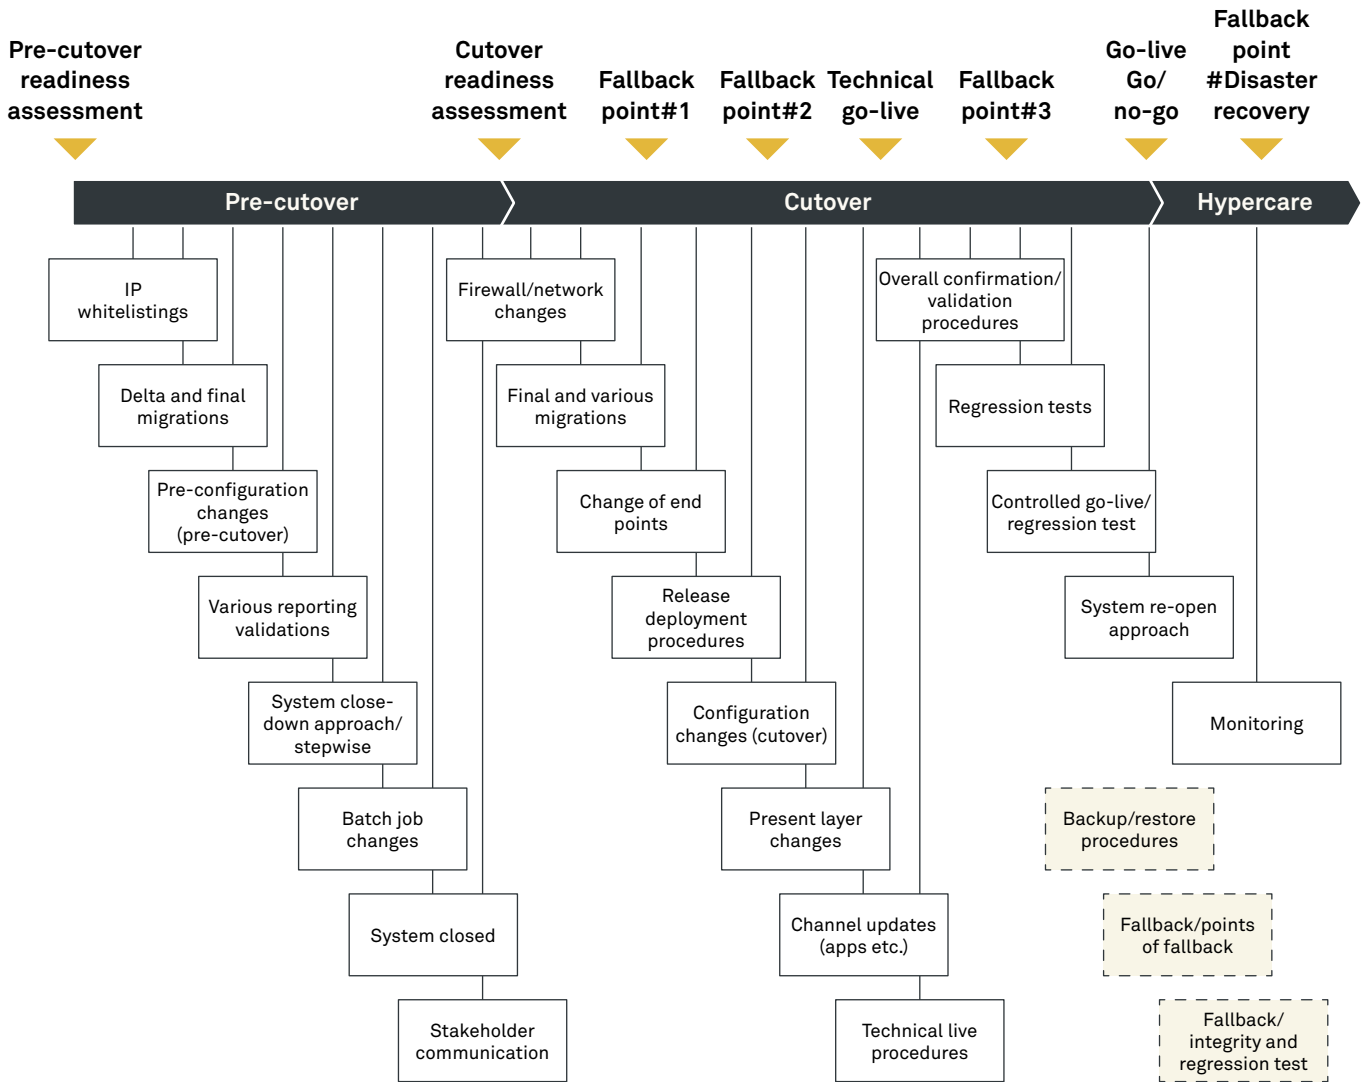 Pre-cutover
readiness
assessment
Cutover
readiness
assessment
Fallback
point#1
Fallback
point#2
Technical
go-live
Fallback
point#3
Go-live
Go/
no-go
Fallback
point
#Disaster
recovery
Pre-cutover
Cutover
Hypercare
IP
whitelistings
Delta and final
migrations
Pre-configuration
changes
(pre-cutover)
Various reporting
validations
System close-
down approach/
stepwise
Batch job
changes
System closed
Stakeholder
communication
Firewall/network
changes
Final and various
migrations
Change of end
points
Release
deployment
procedures
Configuration
changes (cutover)
Present layer
changes
Channel updates
(apps etc.)
Technical live
procedures
Overall confirmation/
validation
procedures
Regression tests
Controlled go-live/
regression test
System re-open
approach
Monitoring
Backup/restore
procedures
Fallback/points
of fallback
Fallback/
integrity and
regression test